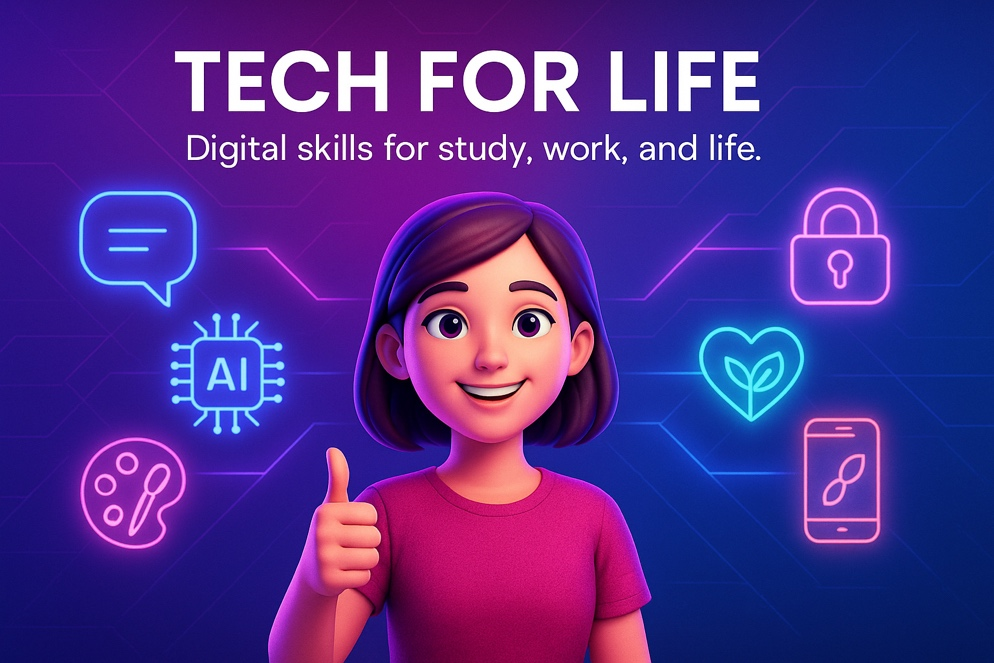 TECH FOR LIFE
Digital skills for study, work, and life.
AI